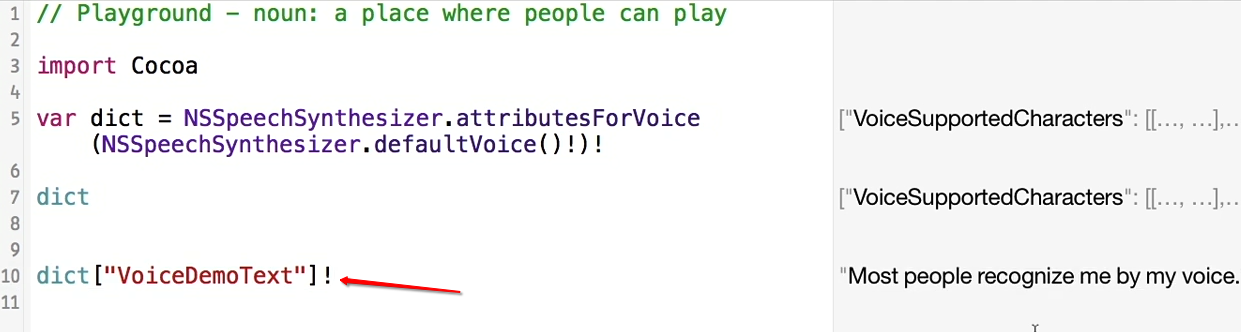 1 // Playground - noun: a place where people can play
2
3 import Cocoa
4
5 var dict = NSSpeechSynthesizer.attributesForVoice ["VoiceSupportedCharacters": [[..., ...],...
(NSSpeechSynthesizer.defaultVoice()!)!
6
7 dict ["VoiceSupportedCharacters": [[..., ...],...
8
9
10 dict["VoiceDemoText"]! "Most people recognize me by my voice.
11